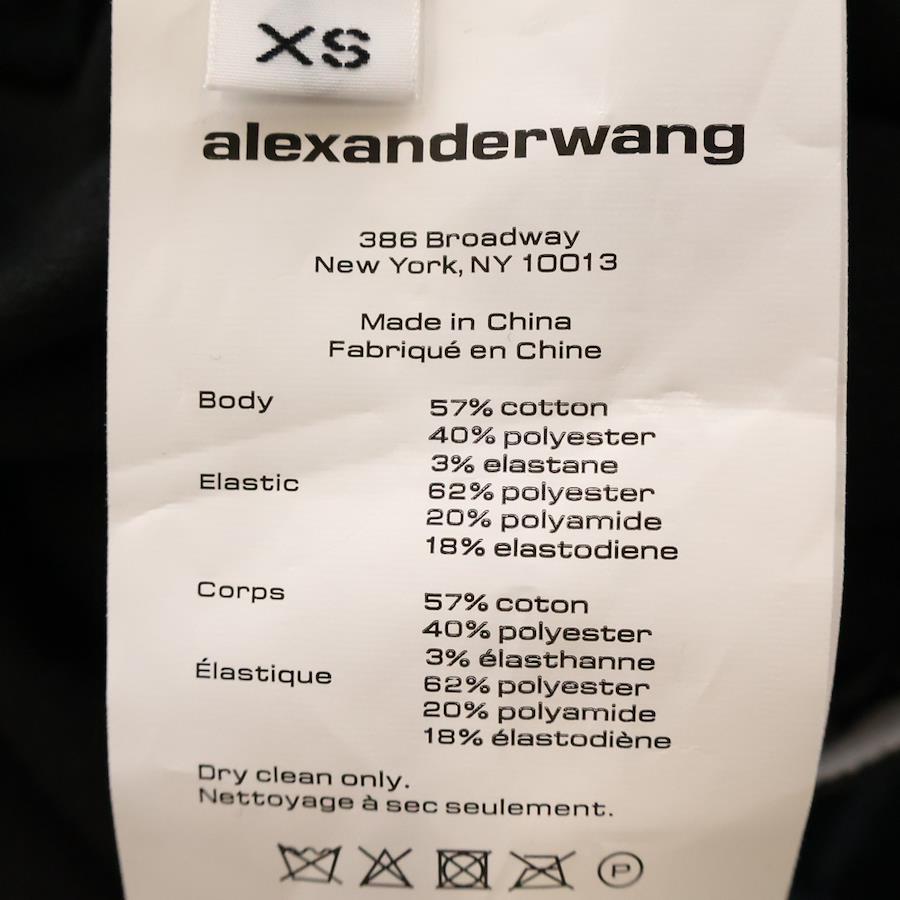 XS
alexanderwang
386 Broadway
New York, NY 10013
Made in China
Fabriqué en Chine
Body 57% cotton
40% polyester
3% elastane
Elastic 62% polyester
20% polyamide
18% elastodiene
Corps 57% coton
40% polyester
3% élasthanne
Élastique 62% polyester
20% polyamide
18% élastodiène
Dry clean only.
Nettoyage à sec seulement.
P